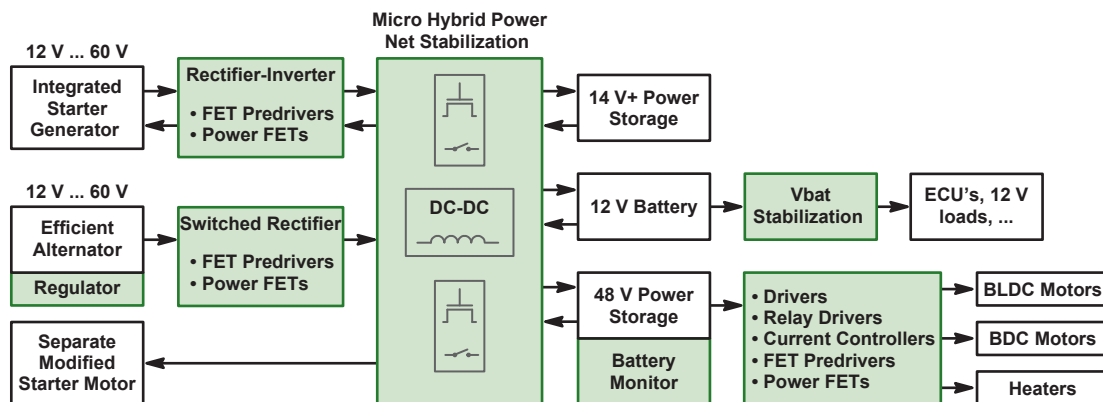 Micro Hybrid Power
Net Stabilization
12 V ... 60 V
Integrated
Starter
Generator
Rectifier-Inverter
• FET Predrivers
• Power FETs
14 V+ Power
Storage
12 V ... 60 V
Efficient
Alternator
Regulator
Switched Rectifier
• FET Predrivers
• Power FETs
DC-DC
12 V Battery
Vbat
Stabilization
ECU's, 12 V
loads, ...
Separate
Modified
Starter Motor
48 V Power
Storage
Battery
Monitor
• Drivers
• Relay Drivers
• Current Controllers
• FET Predrivers
• Power FETs
BLDC Motors
BDC Motors
Heaters